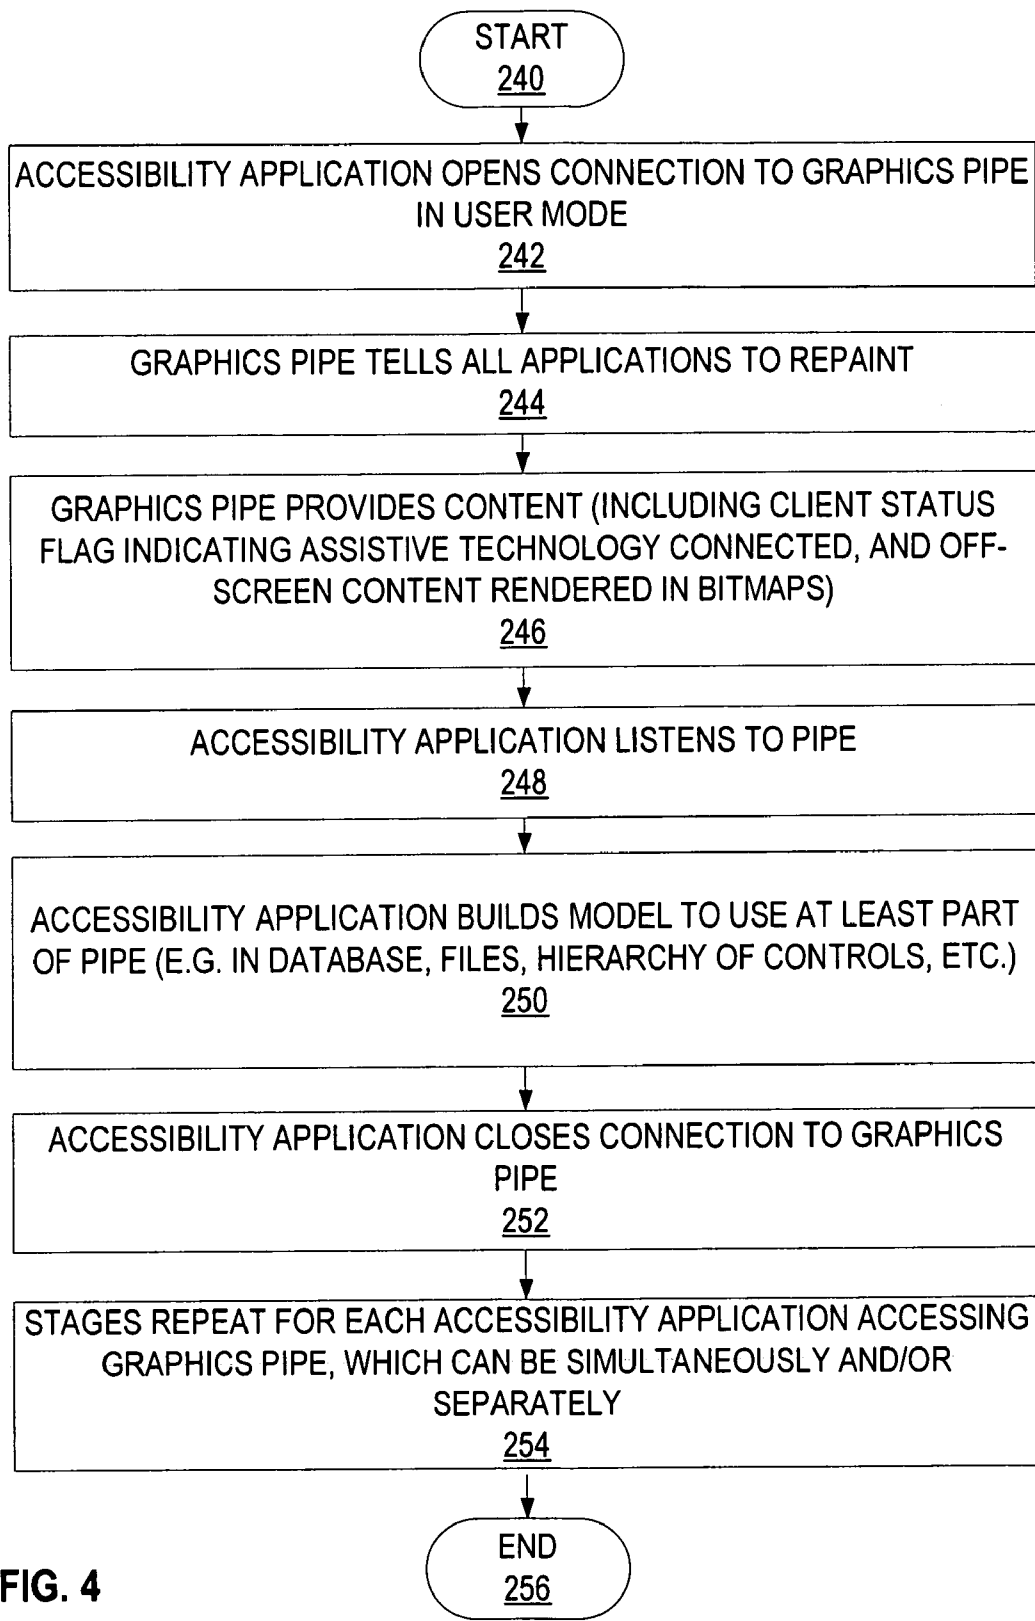 START
240
ACCESSIBILITY APPLICATION OPENS CONNECTION TO GRAPHICS PIPE
IN USER MODE
242
GRAPHICS PIPE TELLS ALL APPLICATIONS TO REPAINT
244
GRAPHICS PIPE PROVIDES CONTENT (INCLUDING CLIENT STATUS
FLAG INDICATING ASSISTIVE TECHNOLOGY CONNECTED, AND OFF-
SCREEN CONTENT RENDERED IN BITMAPS)
246
ACCESSIBILITY APPLICATION LISTENS TO PIPE
248
ACCESSIBILITY APPLICATION BUILDS MODEL TO USE AT LEAST PART
OF PIPE (E.G. IN DATABASE, FILES, HIERARCHY OF CONTROLS, ETC.)
250
ACCESSIBILITY APPLICATION CLOSES CONNECTION TO GRAPHICS
PIPE
252
STAGES REPEAT FOR EACH ACCESSIBILITY APPLICATION ACCESSING
GRAPHICS PIPE, WHICH CAN BE SIMULTANEOUSLY AND/OR
SEPARATELY
254
END
256
FIG. 4